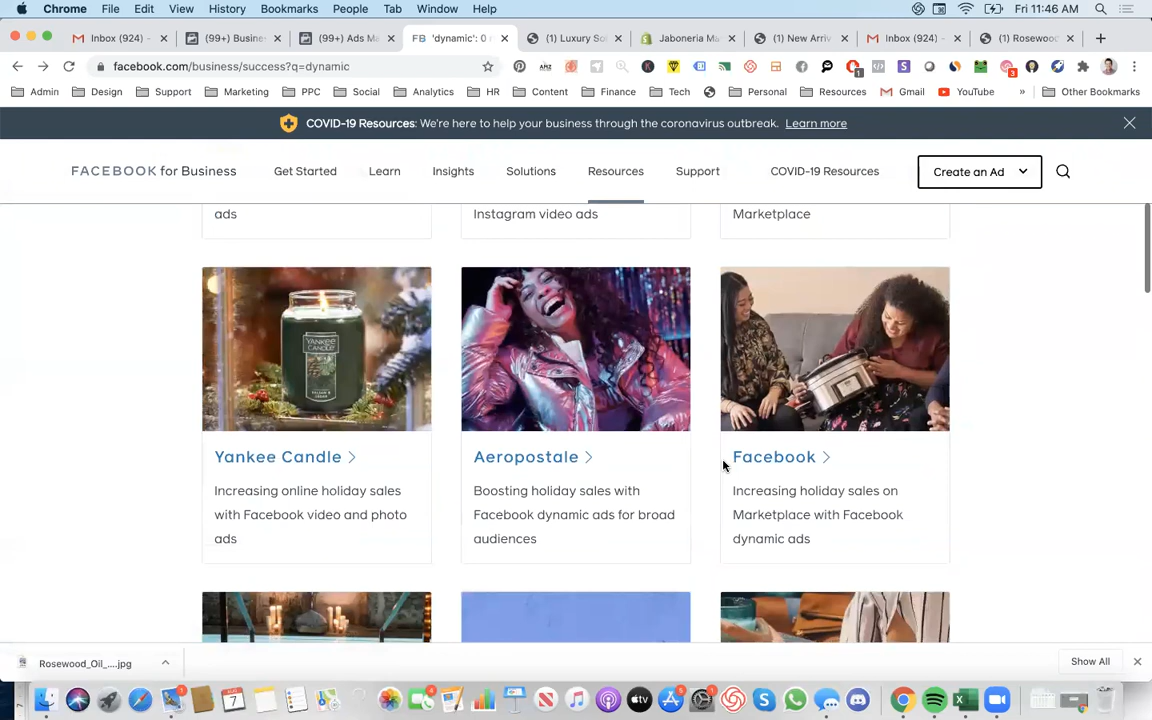 Chrome File Edit View History Bookmarks People Tab Window Help Fri 11:46 AM
Inbox (924) - (99+) Busine (99+) Ads Ma FB 'dynamic': 0 (1) Luxury So Jaboneria Ma (1) New Arriv Inbox (924) - (1) Rosewood
facebook.com/business/success?q=dynamic
Admin Design Support Marketing PPC Social Analytics HR Content Finance Tech Personal Resources Gmail YouTube » Other Bookmarks
COVID-19 Resources: We're here to help your business through the coronavirus outbreak. Learn more
FACEBOOK for Business Get Started Learn Insights Solutions Resources Support COVID-19 Resources Create an Ad
ads Instagram video ads Marketplace
YANKEE CANDLE
Yankee Candle > Aeropostale > Facebook >
Increasing online holiday sales Boosting holiday sales with Increasing holiday sales on
with Facebook video and photo Facebook dynamic ads for broad Marketplace with Facebook
ads audiences dynamic ads
Rosewood_Oil_....jpg Show All